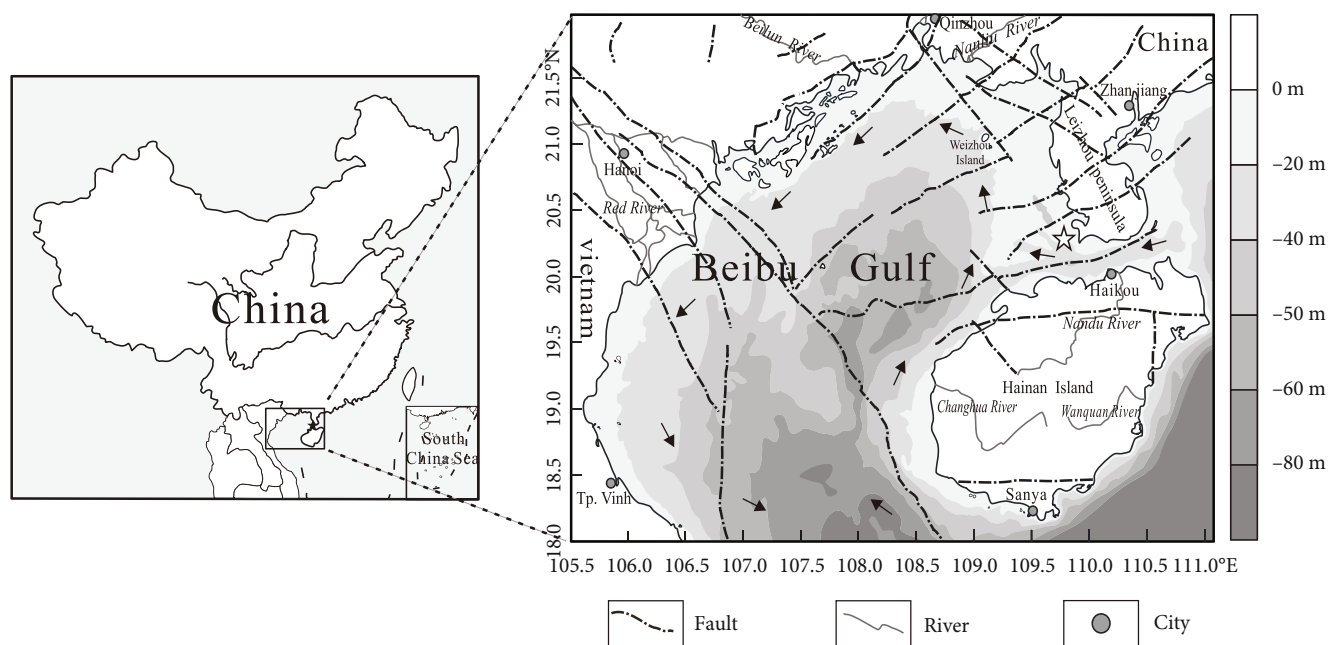 China
South
China Sea
Beilun River
Qinzhou
Nanliu River
China
Zhanjiang
Leizhou peninsula
Weizhou
Island
Hanoi
Red River
Vietnam
Beibu Gulf
Haikou
Nandu River
Hainan Island
Changhua River
Wanquan River
Tp. Vinh
Sanya
21.5°N
21.0
20.5
20.0
19.5
19.0
18.5
18.0
105.5 106.0 106.5 107.0 107.5 108.0 108.5 109.0 109.5 110.0 110.5 111.0°E
0 m
–20 m
–40 m
–50 m
–60 m
–80 m
Fault
River
City